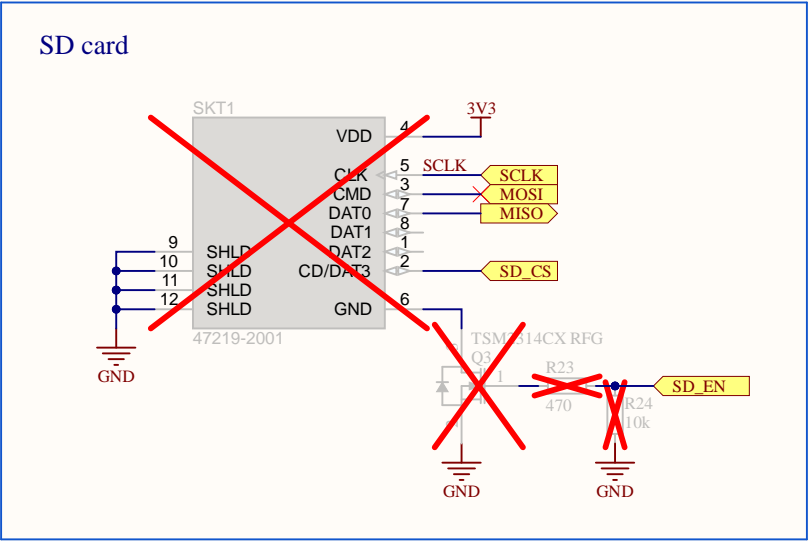 SD card
SKT1
3V3
VDD 4
CLK 5 SCLK SCLK
CMD 3 MOSI
DAT0 7 MISO
DAT1 8
9 SHLD DAT2 1
10 SHLD CD/DAT3 2 SD_CS
11 SHLD
12 SHLD GND 6
47219-2001
GND
Q3
1
R23
470
SD_EN
R24
10k
GND
GND